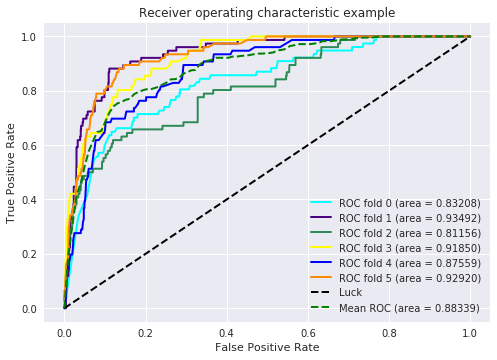 Receiver operating characteristic example
1.0
0.8
0.6
0.4
0.2
0.0
True Positive Rate
ROC fold 0 (area = 0.83208)
ROC fold 1 (area = 0.93492)
ROC fold 2 (area = 0.81156)
ROC fold 3 (area = 0.91850)
ROC fold 4 (area = 0.87559)
ROC fold 5 (area = 0.92920)
Luck
Mean ROC (area = 0.88339)
0.0 0.2 0.4 0.6 0.8 1.0
False Positive Rate